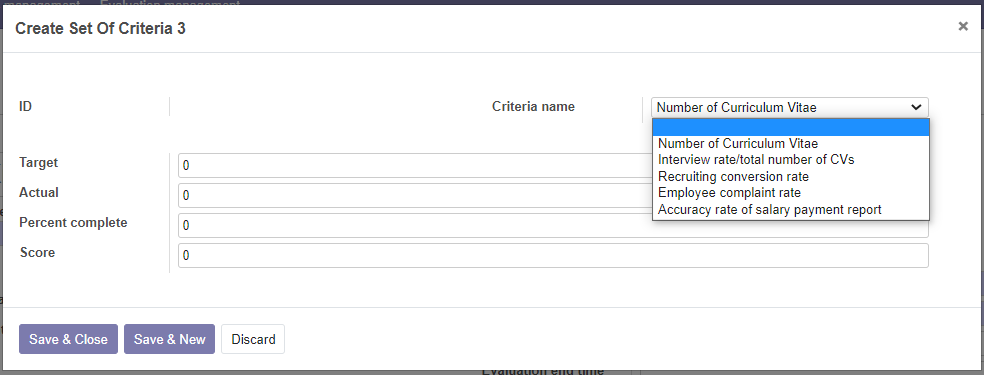 management Evaluation management
Create Set Of Criteria 3 ×
ID
Criteria name
Number of Curriculum Vitae
Number of Curriculum Vitae
Interview rate/total number of CVs
Recruiting conversion rate
Employee complaint rate
Accuracy rate of salary payment report
Target 0
Actual 0
Percent complete 0
Score 0
Save & Close Save & New Discard
Evaluation end time